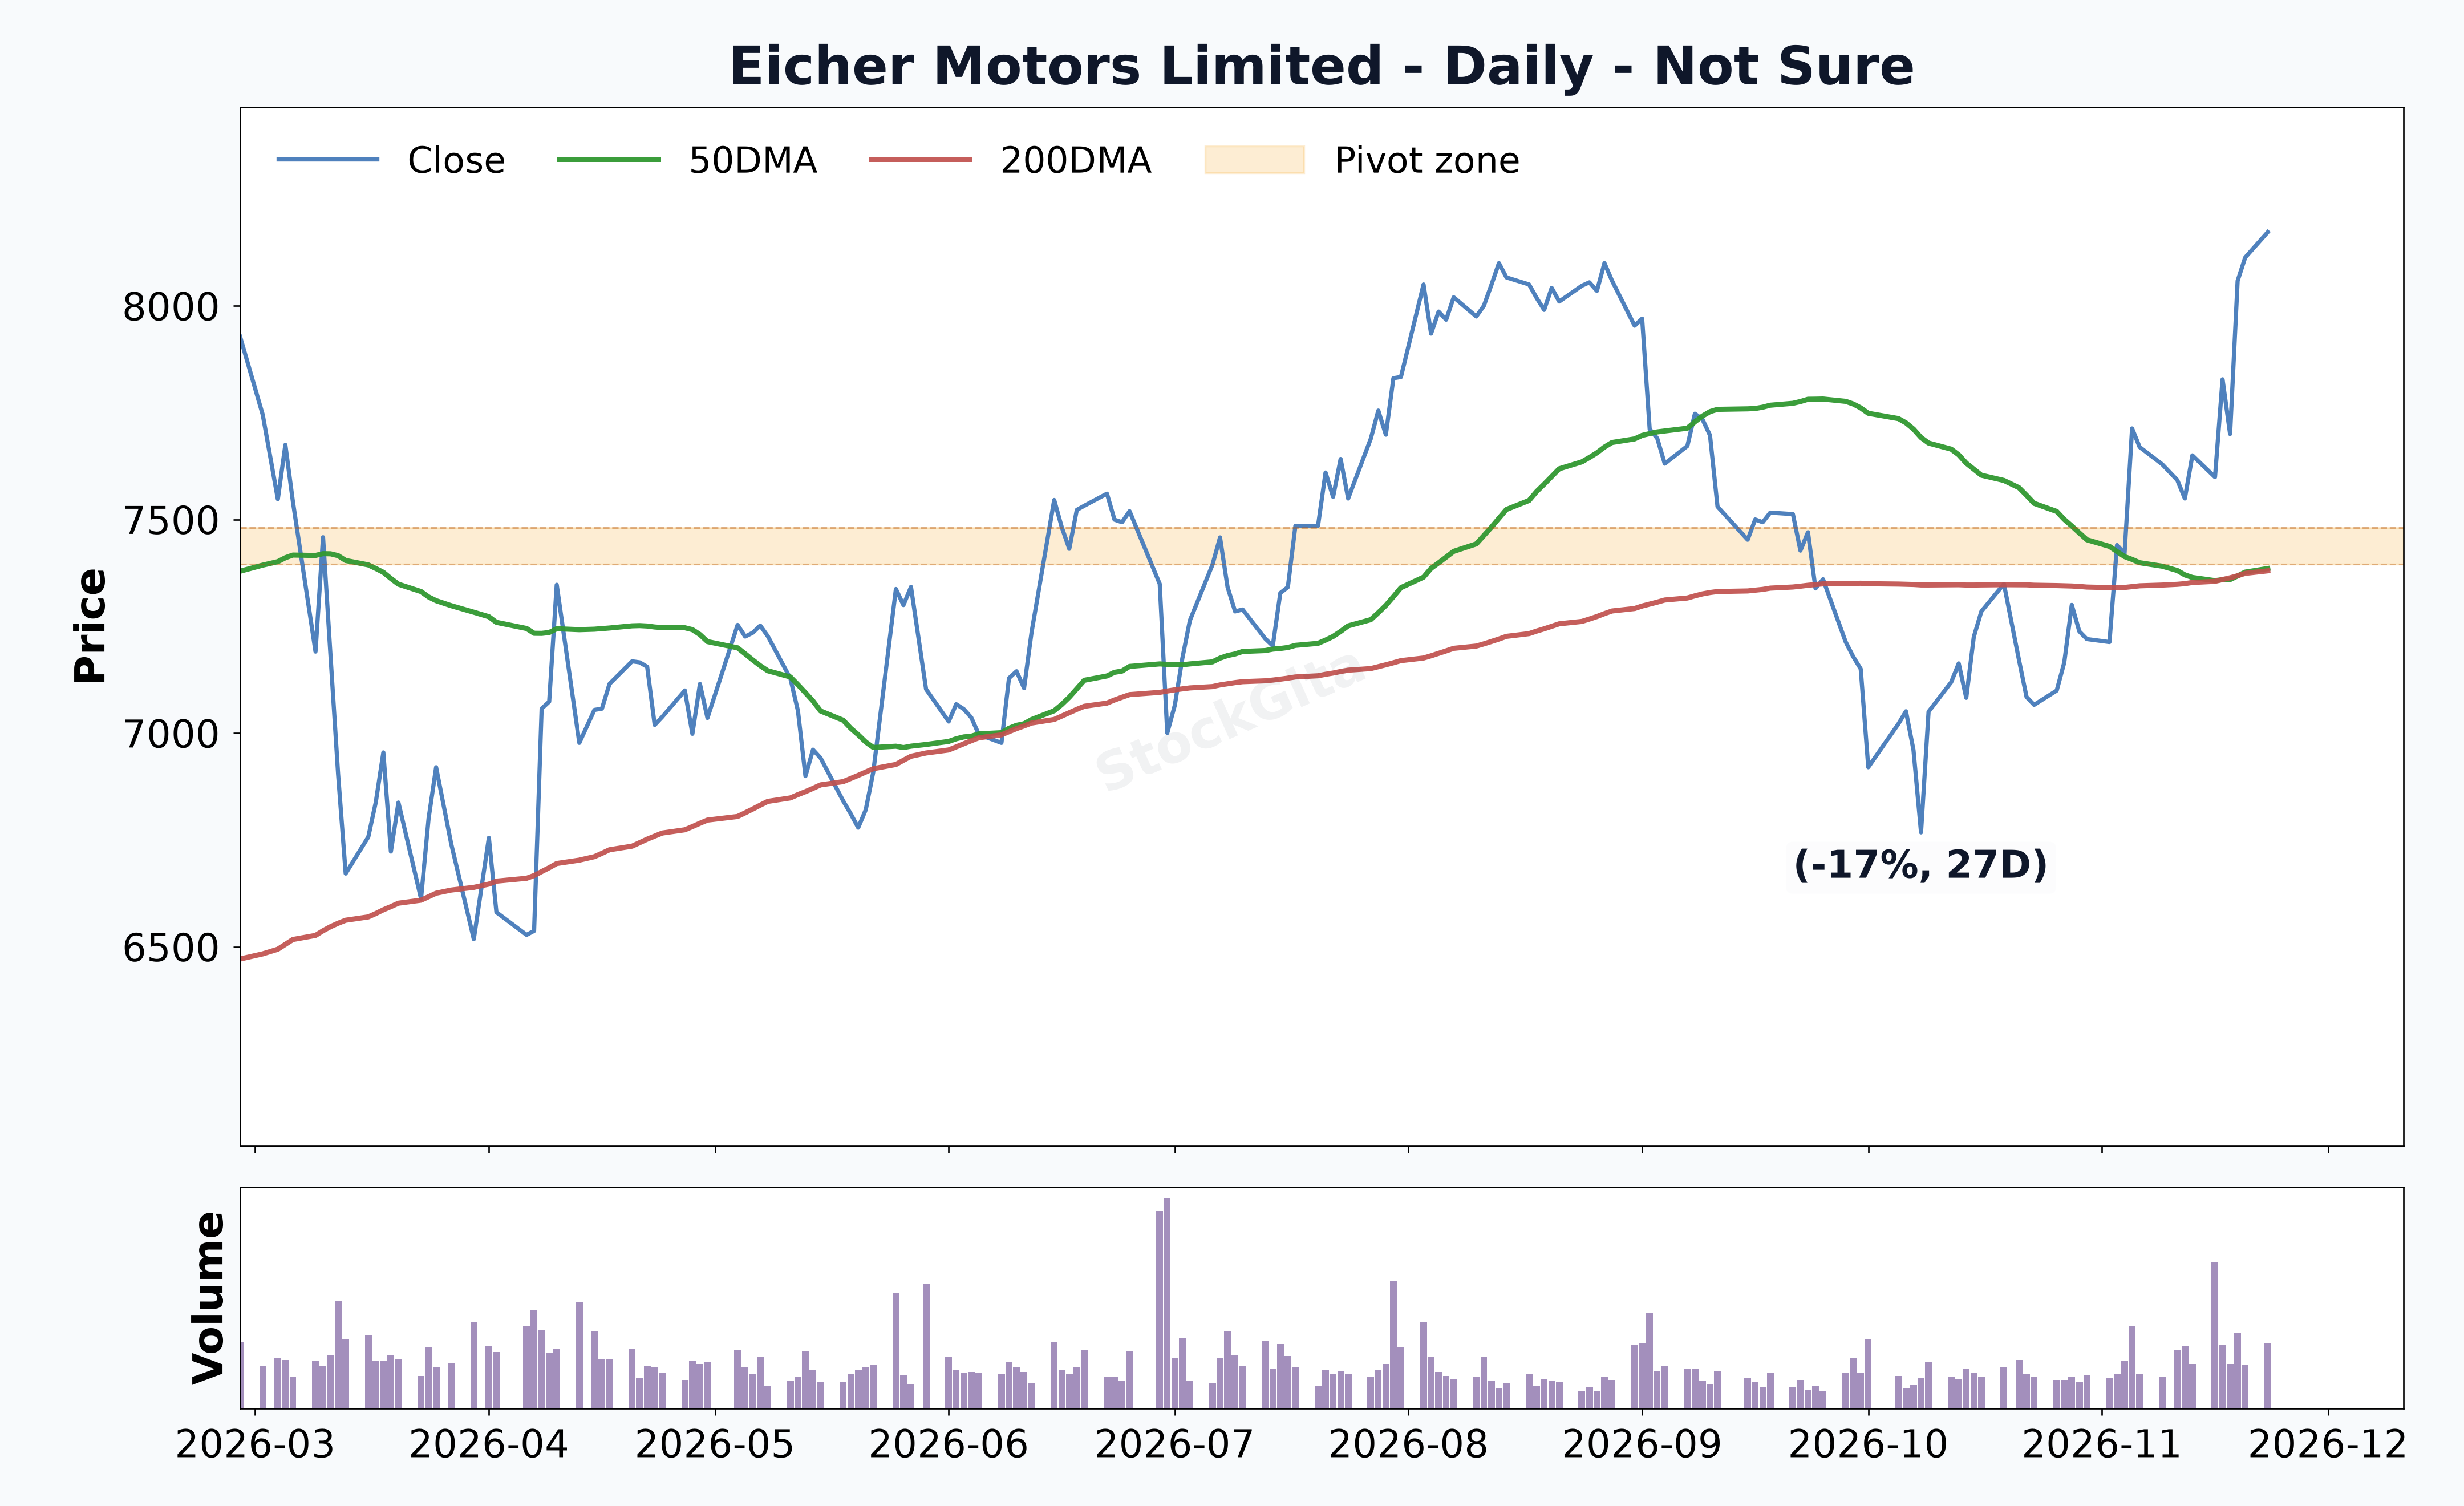 Eicher Motors Limited - Daily - Not Sure
Close 50DMA 200DMA Pivot zone
8000
7500
7000
6500
Price
StockGita
(-17%, 27D)
Volume
2026-03 2026-04 2026-05 2026-06 2026-07 2026-08 2026-09 2026-10 2026-11 2026-12